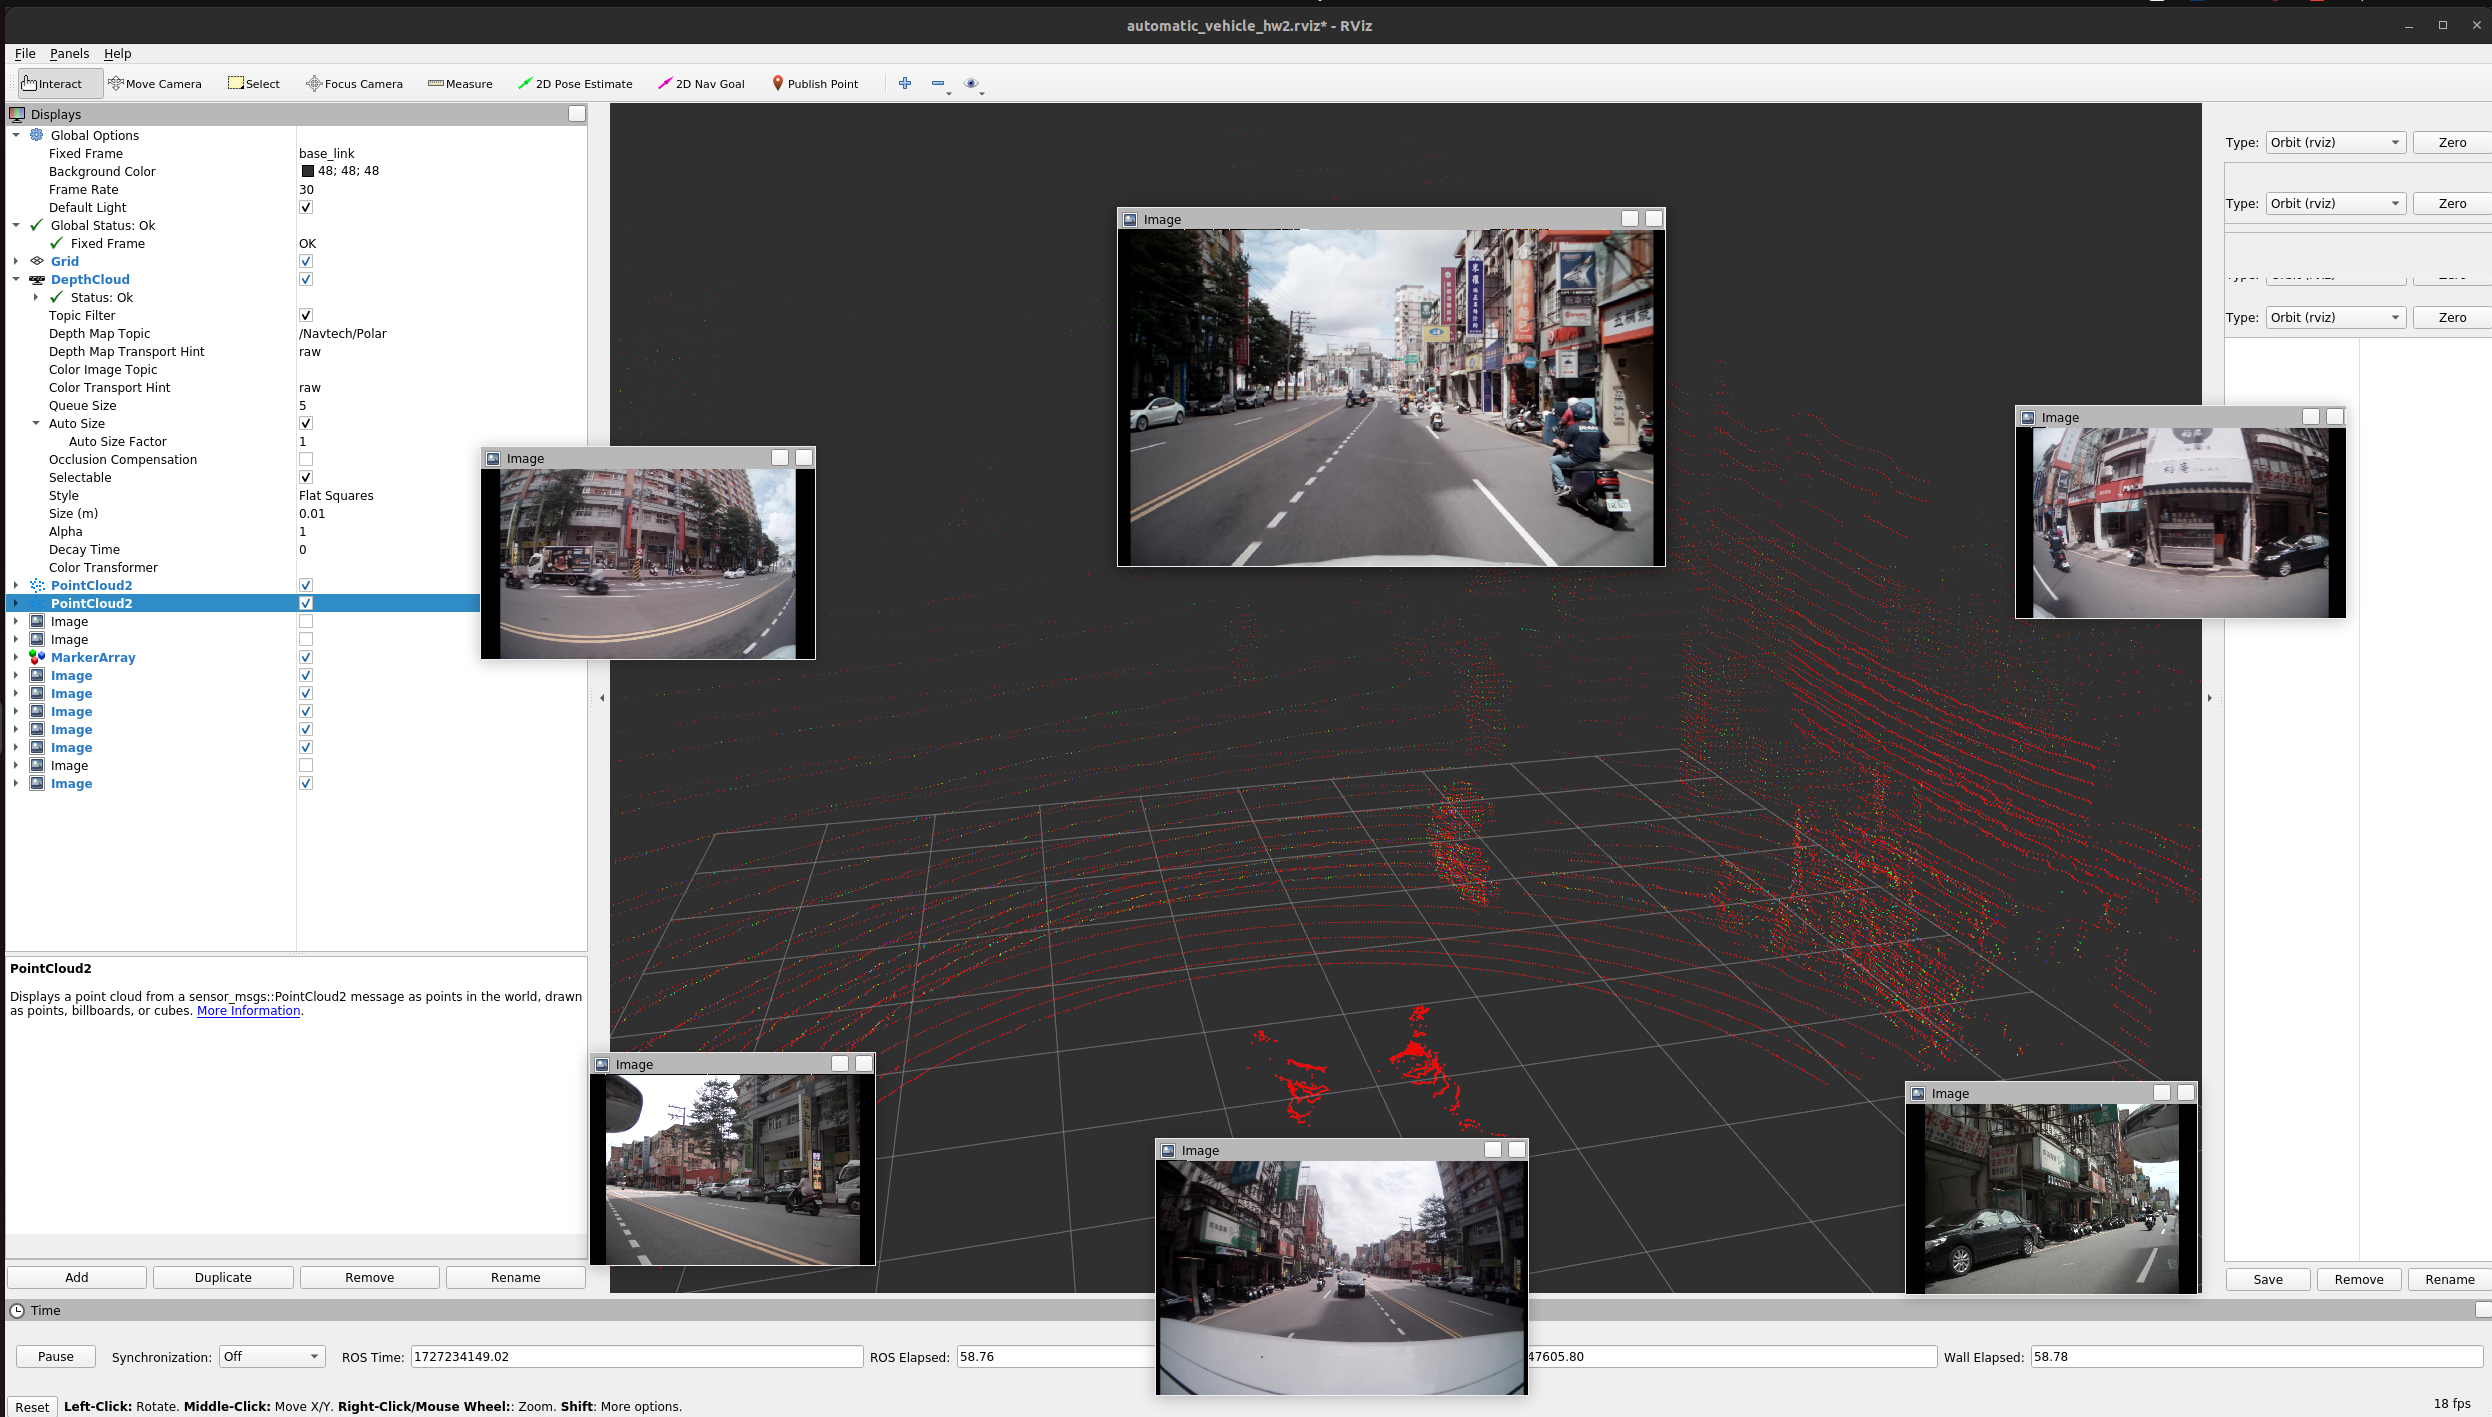 automatic_vehicle_hw2.rviz* - RViz
File Panels Help
Interact Move Camera Select Focus Camera Measure 2D Pose Estimate 2D Nav Goal Publish Point
Displays
Global Options
Fixed Frame base_link
Background Color 48; 48; 48
Frame Rate 30
Default Light
Global Status: Ok
Fixed Frame OK
Grid
DepthCloud
Status: Ok
Topic Filter
Depth Map Topic /Navtech/Polar
Depth Map Transport Hint raw
Color Image Topic
Color Transport Hint raw
Queue Size 5
Auto Size
Auto Size Factor 1
Occlusion Compensation
Selectable
Style Flat Squares
Size (m) 0.01
Alpha 1
Decay Time 0
Color Transformer
PointCloud2
PointCloud2
Image
Image
MarkerArray
Image
Image
Image
Image
Image
Image
Image
PointCloud2
Displays a point cloud from a sensor_msgs::PointCloud2 message as points in the world, drawn
as points, billboards, or cubes. More Information.
Add Duplicate Remove Rename
Image
Image
Image
Image
Image
Image
Type: Orbit (rviz) Zero
Type: Orbit (rviz) Zero
Type: Orbit (rviz) Zero
Save Remove Rename
Time
Pause Synchronization: Off ROS Time: 1727234149.02 ROS Elapsed: 58.76 47605.80 Wall Elapsed: 58.78
Reset Left-Click: Rotate. Middle-Click: Move X/Y. Right-Click/Mouse Wheel:: Zoom. Shift: More options. 18 fps